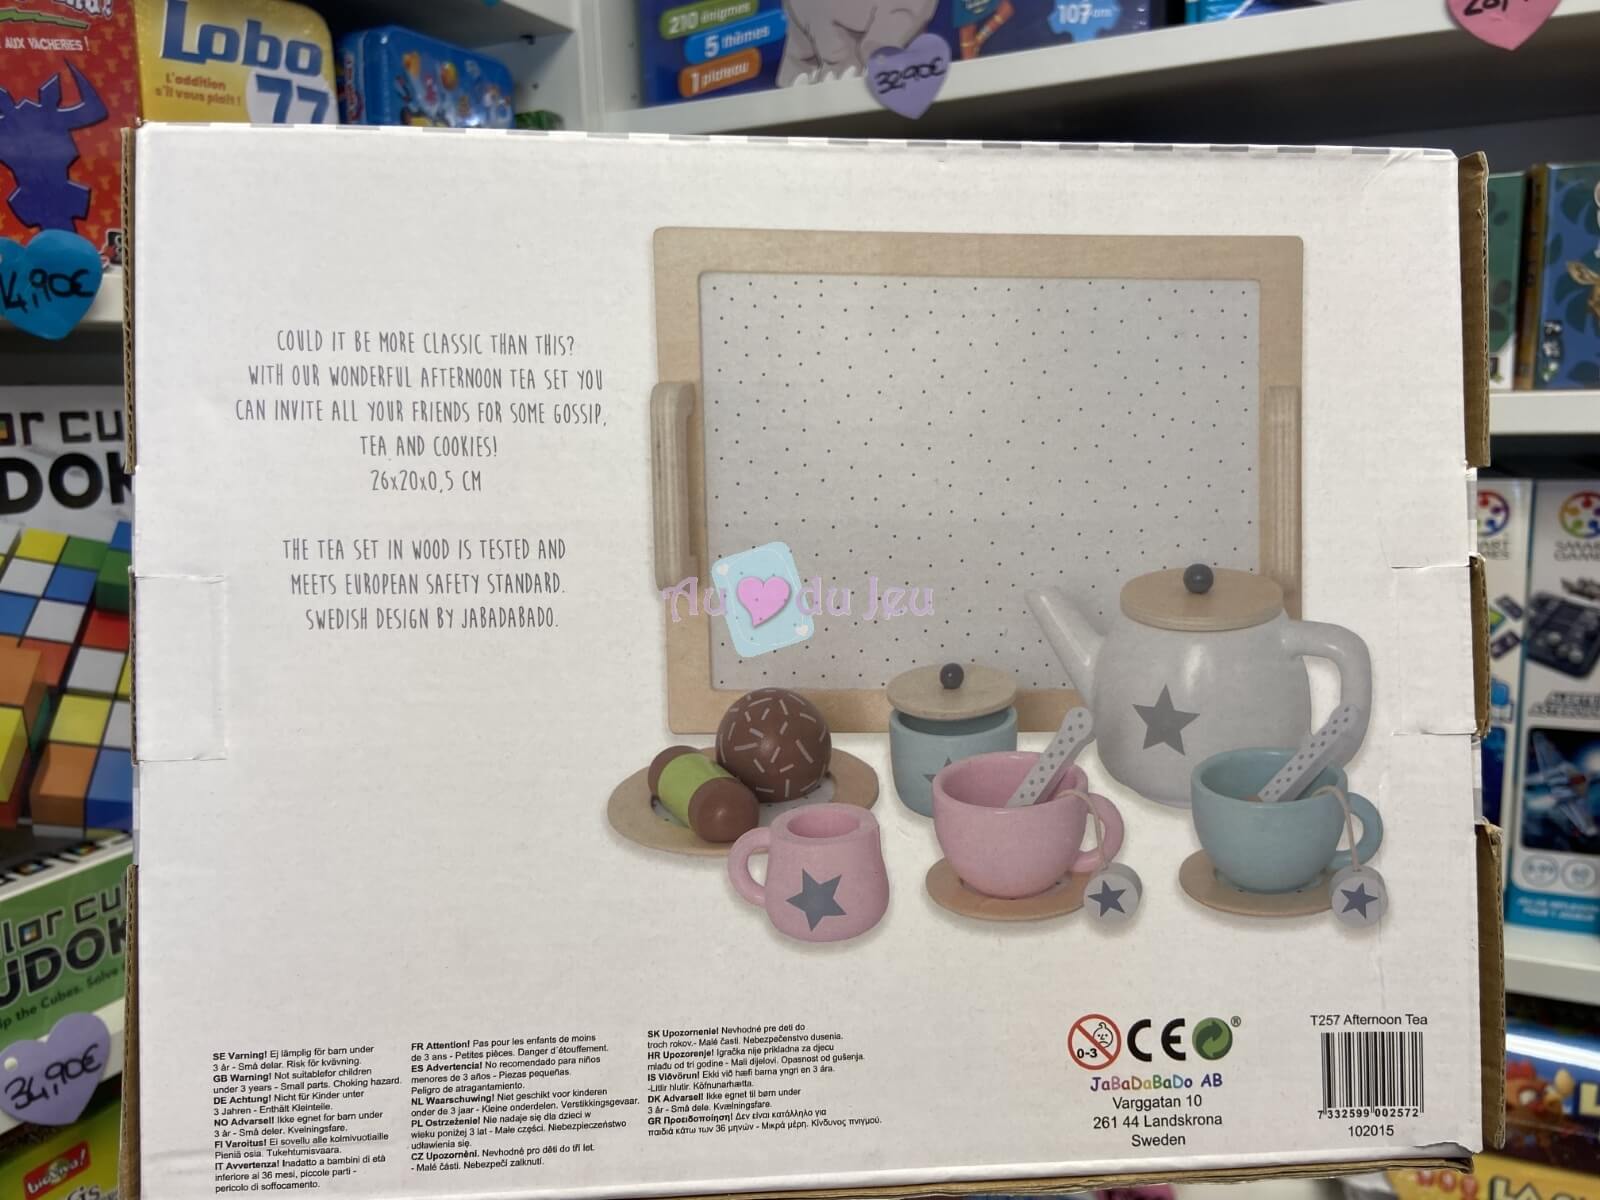 AUX VACHERIES !
Lobo
77
L'addition
s'il vous plaît !
210 énigmes
5 thèmes
1 plateau
107
32,90€
14,90€
COULD IT BE MORE CLASSIC THAN THIS?
WITH OUR WONDERFUL AFTERNOON TEA SET YOU
CAN INVITE ALL YOUR FRIENDS FOR SOME GOSSIP,
TEA AND COOKIES!
26x20x0,5 CM
THE TEA SET IN WOOD IS TESTED AND
MEETS EUROPEAN SAFETY STANDARD.
SWEDISH DESIGN BY JABADABADO.
Au du Jeu
34,90€
SE Varning! Ej lämplig för barn under
3 år - Små delar. Risk för kvävning.
GB Warning! Not suitablefor children
under 3 years - Small parts. Choking hazard.
DE Achtung! Nicht für Kinder unter
3 Jahren - Enthält Kleinteile.
NO Advarsel! Ikke egnet for barn under
3 år - Små deler. Kvelningsfare.
FI Varoitus! Ei sovellu alle kolmivuotiaille
Pieniä osia. Tukehtumisvaara.
IT Avvertenza! Inadatto a bambini di età
inferiore ai 36 mesi, piccole parti -
pericolo di soffocamento.
FR Attention! Pas pour les enfants de moins
de 3 ans - Petites pièces. Danger d´étouffement.
ES Advertencia! No recomendado para niños
menores de 3 años - Piezas pequeñas.
Peligro de atragantamiento.
NL Waarschuwing! Niet geschikt voor kinderen
onder de 3 jaar - Kleine onderdelen. Verstikkingsgevaar.
PL Ostrzeżenie! Nie nadaje się dla dzieci w
wieku poniżej 3 lat - Małe części. Niebezpieczeństwo
udławienia się.
CZ Upozornění. Nevhodné pro děti do tří let.
- Malé části. Nebezpečí zalknutí.
SK Upozornenie! Nevhodné pre deti do
troch rokov.- Malé časti. Nebezpečenstvo dusenia.
HR Upozorenje! Igračka nije prikladna za djecu
mlađu od tri godine - Mali dijelovi. Opasnost od gušenja.
IS Viðvörun! Ekki við hæfi barna yngri en 3 ára.
-Litlir hlutir. Köfnunarhætta.
DK Advarsel! Ikke egnet til børn under
3 år - Små dele. Kvælningsfare.
GR Προειδοποίηση! Δεν είναι κατάλληλο για
παιδιά κάτω των 36 μηνών - Μικρά μέρη. Κίνδυνος πνιγμού.
0-3
CE
®
JaBaDaBaDo AB
Varggatan 10
261 44 Landskrona
Sweden
T257 Afternoon Tea
7 332599 002572
102015
bioviva!